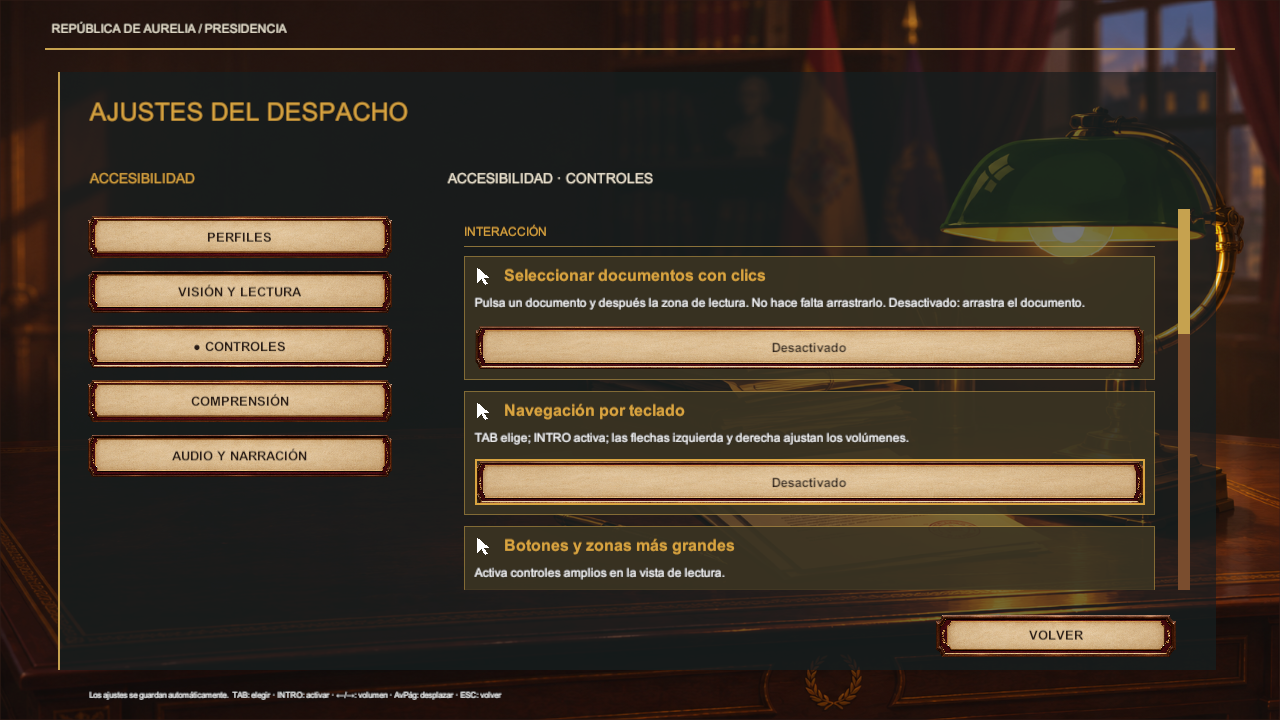 REPÚBLICA DE AURELIA / PRESIDENCIA
AJUSTES DEL DESPACHO
ACCESIBILIDAD
PERFILES
VISIÓN Y LECTURA
● CONTROLES
COMPRENSIÓN
AUDIO Y NARRACIÓN
ACCESIBILIDAD · CONTROLES
INTERACCIÓN
Seleccionar documentos con clics
Pulsa un documento y después la zona de lectura. No hace falta arrastrarlo. Desactivado: arrastra el documento.
Desactivado
Navegación por teclado
TAB elige; INTRO activa; las flechas izquierda y derecha ajustan los volúmenes.
Desactivado
Botones y zonas más grandes
Activa controles amplios en la vista de lectura.
VOLVER
Los ajustes se guardan automáticamente. TAB: elegir · INTRO: activar · ←/→: volumen · AvPág: desplazar · ESC: volver